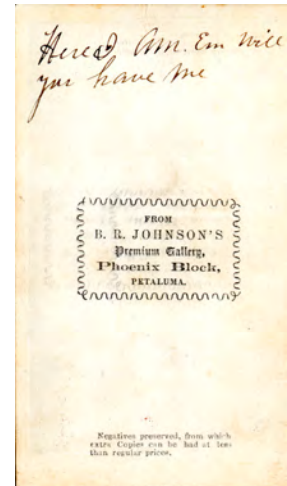 Here I Am. Em will
you have me
FROM
B. R. JOHNSON'S
Premium Gallery,
Phoenix Block,
PETALUMA.
Negatives preserved, from which
extra Copies can be had at less
than regular prices.